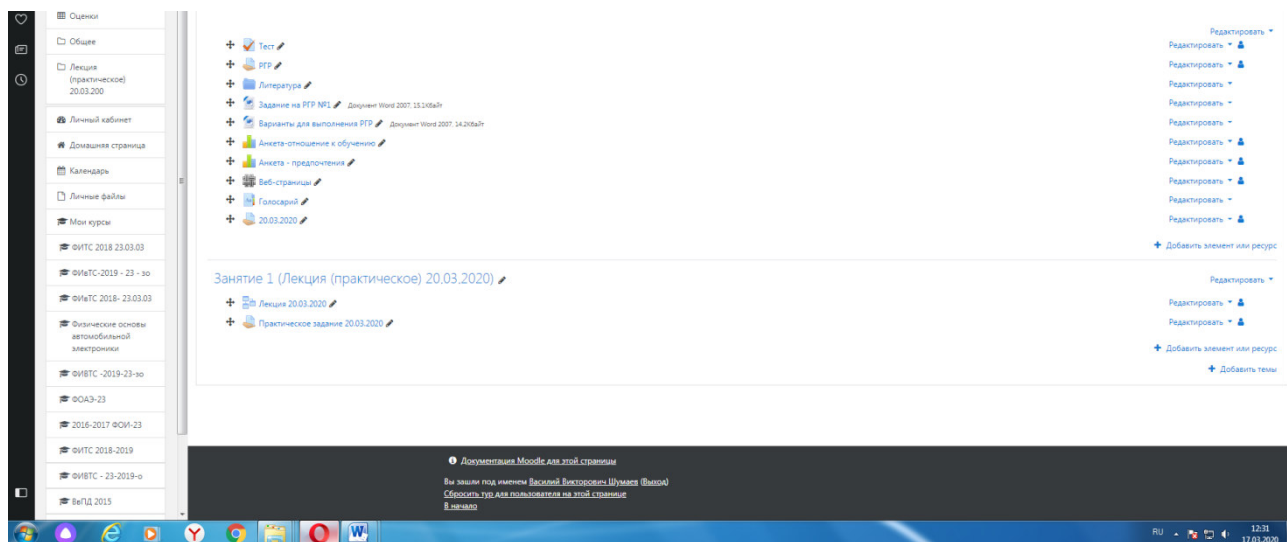 Оценки
Общее
Лекция
(практическое)
20.03.200
Личный кабинет
Домашняя страница
Календарь
Личные файлы
Мои курсы
ФИТС 2018 23.03.03
ФИвТС-2019 - 23 - зо
ФИвТС 2018- 23.03.03
Физические основы
автомобильной
электроники
ФИВТС -2019-23-зо
ФОАЭ-23
2016-2017 ФОИ-23
ФИТС 2018-2019
ФИВТС - 23-2019-о
ВвПД 2015
Редактировать
Тест Редактировать
РГР Редактировать
Литература Редактировать
Задание на РГР №1 Документ Word 2007, 15.1Кбайт Редактировать
Варианты для выполнения РГР Документ Word 2007, 14.2Кбайт Редактировать
Анкета-отношение к обучению Редактировать
Анкета - предпочтения Редактировать
Веб-страницы Редактировать
Голосарий Редактировать
20.03.2020 Редактировать
Добавить элемент или ресурс
Занятие 1 (Лекция (практическое) 20.03.2020) Редактировать
Лекция 20.03.2020 Редактировать
Практическое задание 20.03.2020 Редактировать
Добавить элемент или ресурс
Добавить темы
Документация Moodle для этой страницы
Вы зашли под именем Василий Викторович Шумаев (Выход)
Сбросить тур для пользователя на этой странице
В начало
RU
12:31
17.03.2020